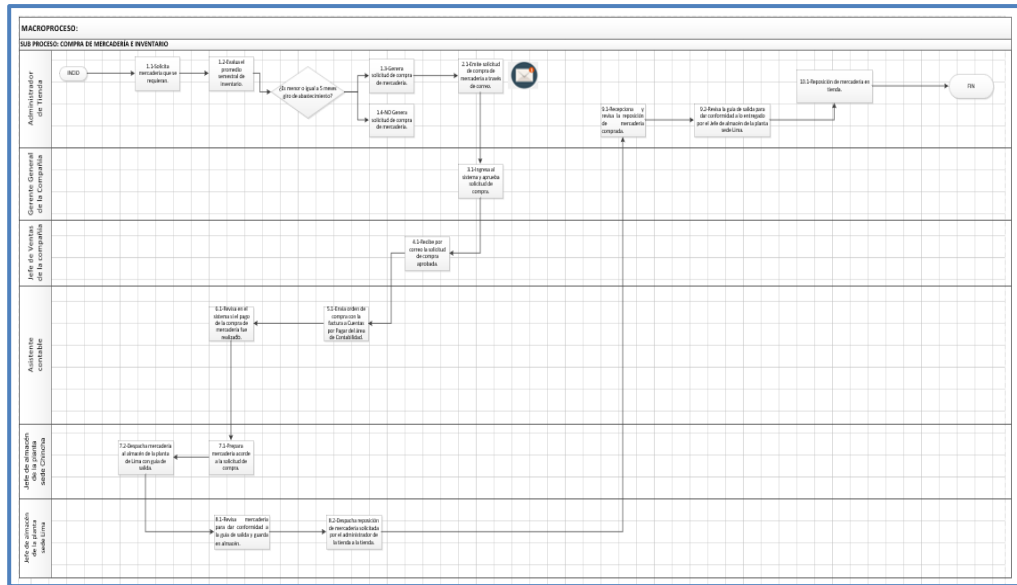 MACROPROCESO:
SUB PROCESO: COMPRA DE MERCADERÍA E INVENTARIO
Administrador
de Tienda
INICIO
1.1-Solicita
mercadería que se
requieran.
1.2-Evalua el
promedio
semestral de
inventario.
¿Es menor o igual a 5 meses
giro de abastecimiento?
1.3-Genera
solicitud de compra
de mercadería.
1.4-NO Genera
solicitud de compra
de mercadería.
2.1-Emite solicitud
de compra de
mercadería a través
de correo.
9.1-Recepciona y
revisa la reposición
de mercadería
comprada.
9.2-Revisa la guía de salida para
dar conformidad a lo entregado
por el Jefe de almacén de la planta
sede Lima.
10.1-Reposición de mercadería en
tienda.
FIN
Gerente General
de la Compañía
3.1-Ingresa al
sistema y aprueba
solicitud de
compra.
Jefe de Ventas
de la compañía
4.1-Recibe por
correo la solicitud
de compra
aprobada.
Asistente
contable
6.1-Revisa en el
sistema si el pago
de la compra de
mercadería fue
realizado.
5.1-Envía orden de
compra con la
factura a Cuentas
por Pagar del área
de Contabilidad.
Jefe de almacén
de la planta
sede Chincha
7.2-Despacha mercadería
al almacén de la planta
de Lima con guía de
salida.
7.1-Prepara
mercadería acorde
a la solicitud de
compra.
Jefe de almacén
de la planta
sede Lima
8.1-Revisa mercadería
para dar conformidad a
la guía de salida y guarda
en almacén.
8.2-Despacha reposición
de mercadería solicitada
por el administrador de
la tienda a la tienda.